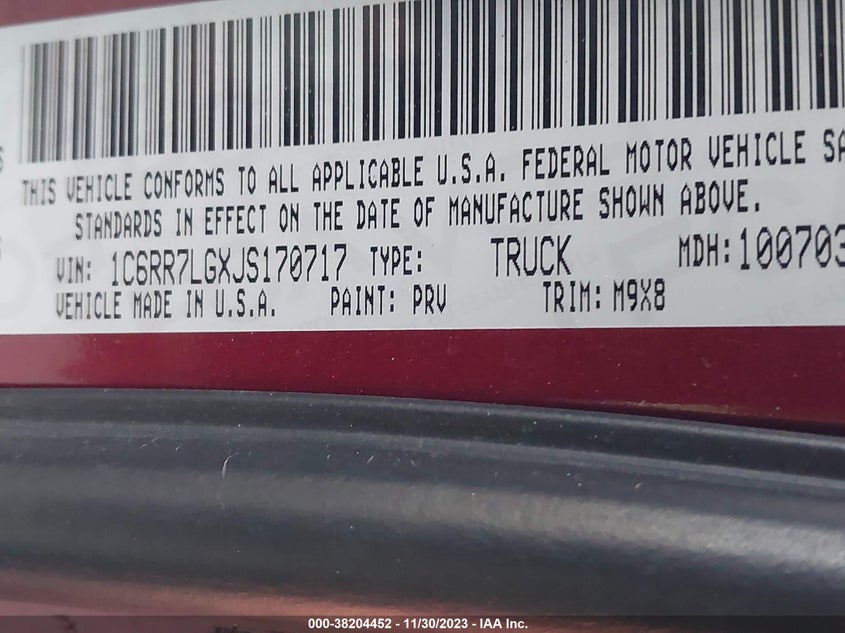 THIS VEHICLE CONFORMS TO ALL APPLICABLE U.S.A. FEDERAL MOTOR VEHICLE SA
STANDARDS IN EFFECT ON THE DATE OF MANUFACTURE SHOWN ABOVE.
VIN: 1C6RR7LGXJS170717 TYPE: TRUCK MDH:100703
VEHICLE MADE IN U.S.A. PAINT: PRV TRIM: M9X8
000-38204452 - 11/30/2023 - IAA Inc.